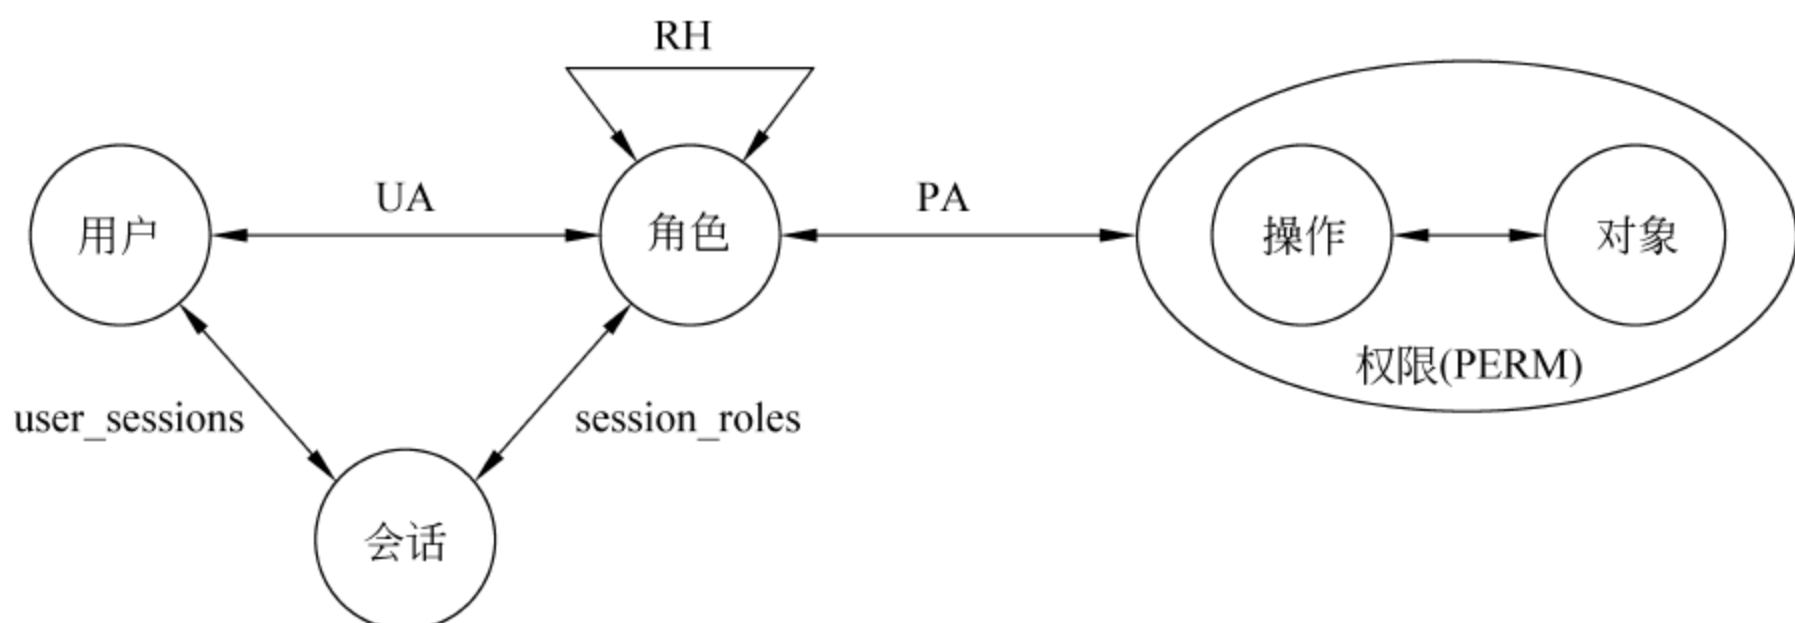 RH
UA
PA
用户
角色
操作
对象
权限(PERM)
user_sessions
session_roles
会话